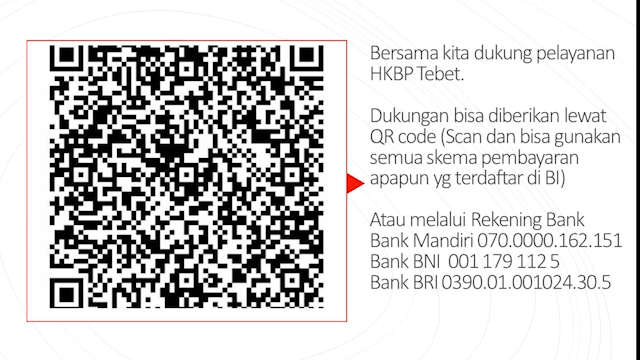 Bersama kita dukung pelayanan
HKBP Tebet.
Dukungan bisa diberikan lewat
QR code (Scan dan bisa gunakan
semua skema pembayaran
apapun yg terdaftar di BI)
Atau melalui Rekening Bank
Bank Mandiri 070.0000.162.151
Bank BNI 001 179 112 5
Bank BRI 0390.01.001024.30.5